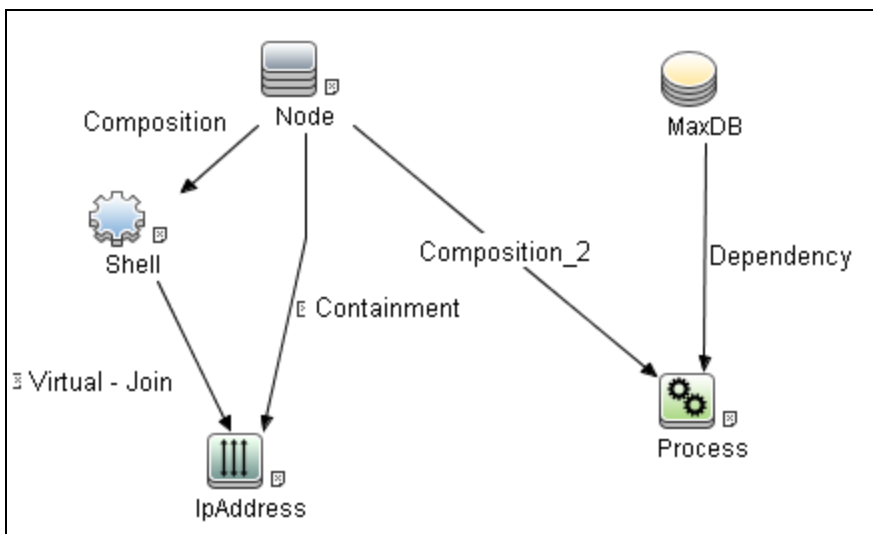 Node
MaxDB
Composition
Shell
Composition_2
Dependency
Containment
Virtual - Join
Process
IpAddress